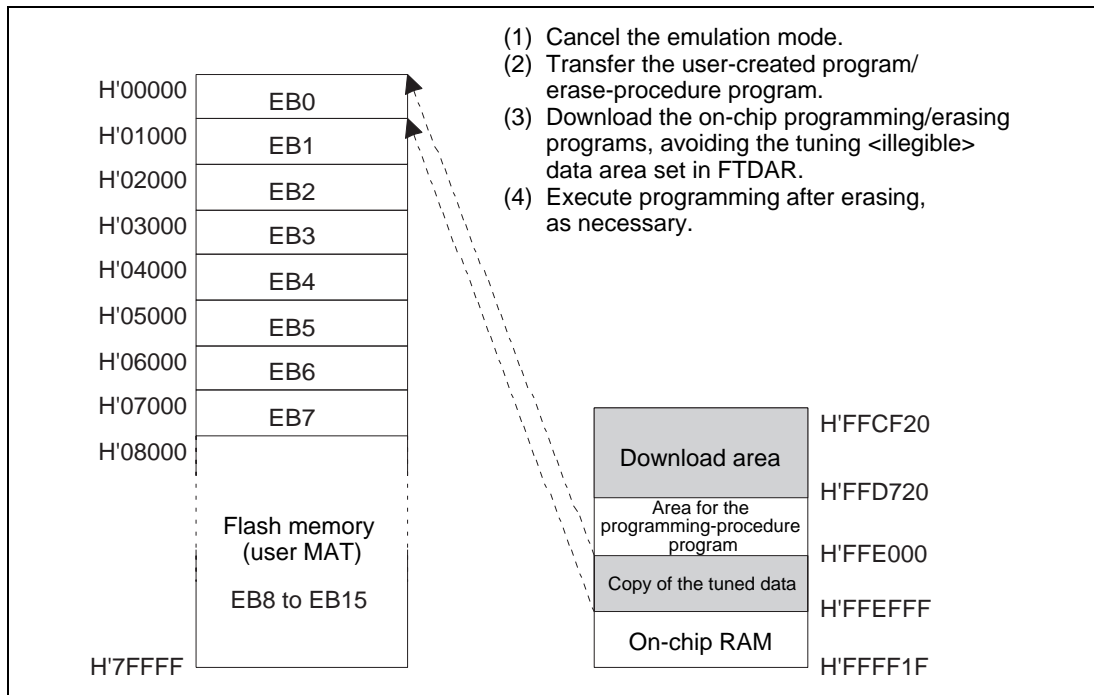 (1) Cancel the emulation mode.
(2) Transfer the user-created program/
erase-procedure program.
(3) Download the on-chip programming/erasing
programs, avoiding the tuning <illegible>
data area set in FTDAR.
(4) Execute programming after erasing,
as necessary.
H'00000
EB0
H'01000
EB1
H'02000
EB2
H'03000
EB3
H'04000
EB4
H'05000
EB5
H'06000
EB6
H'07000
EB7
H'08000
Flash memory
(user MAT)
EB8 to EB15
H'7FFFF
H'FFCF20
Download area
H'FFD720
Area for the
programming-procedure
program
H'FFE000
Copy of the tuned data
H'FFEFFF
On-chip RAM
H'FFFF1F